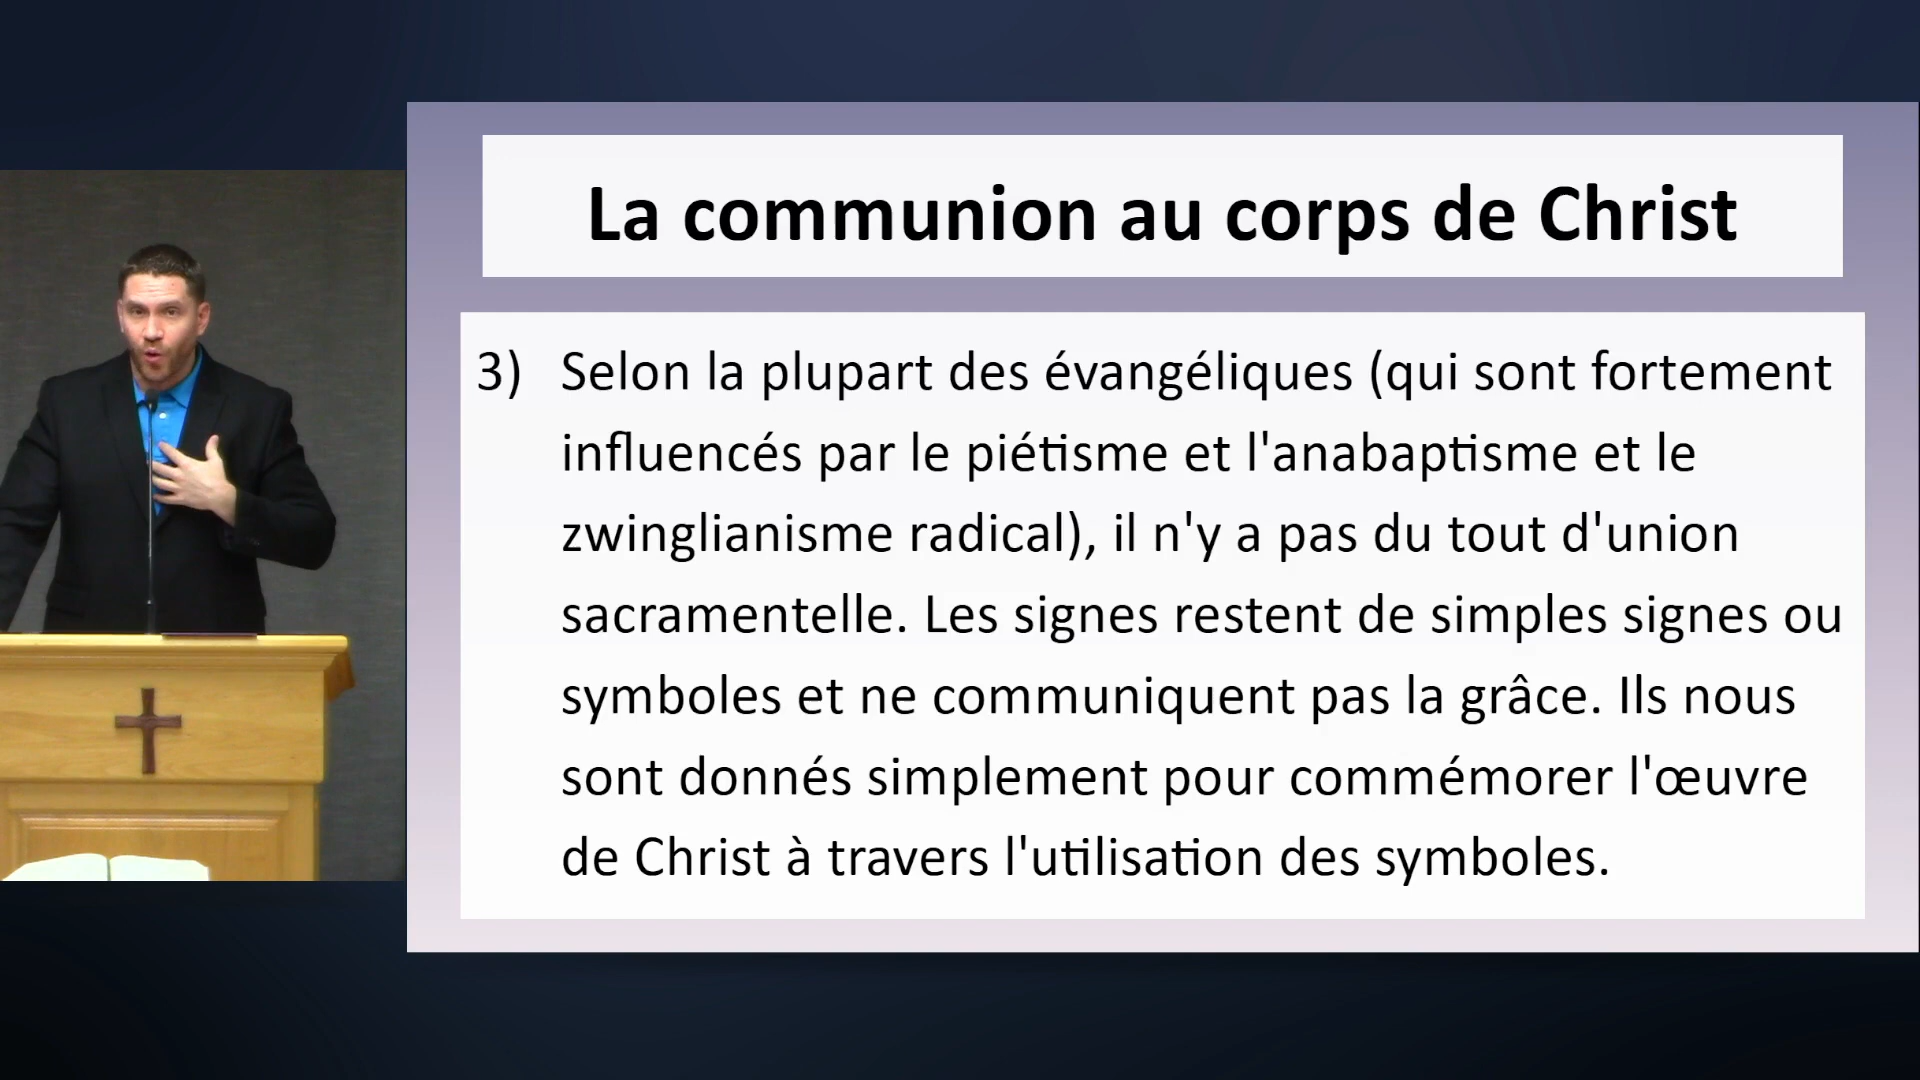 La communion au corps de Christ
3) Selon la plupart des évangéliques (qui sont fortement
influencés par le piétisme et l'anabaptisme et le
zwinglianisme radical), il n'y a pas du tout d'union
sacramentelle. Les signes restent de simples signes ou
symboles et ne communiquent pas la grâce. Ils nous
sont donnés simplement pour commémorer l'œuvre
de Christ à travers l'utilisation des symboles.